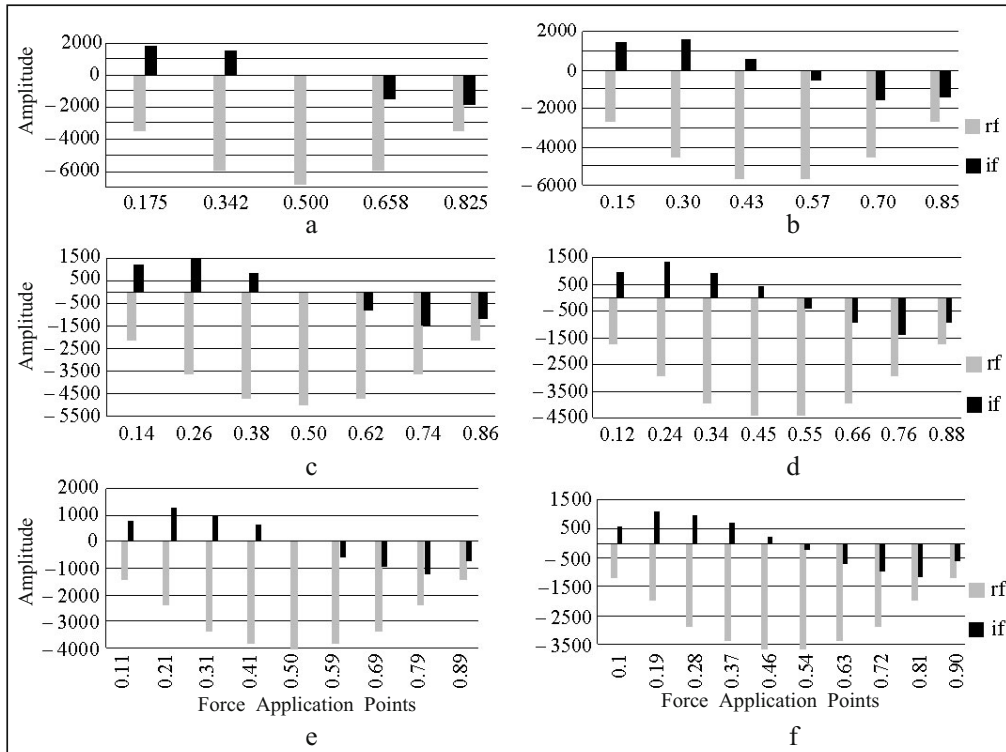 Amplitude
2000
0
−2000
−4000
−6000
0.175 0.342 0.500 0.658 0.825
a
2000
0
−2000
−4000
−6000
0.15 0.30 0.43 0.57 0.70 0.85
b
rf
if
Amplitude
1500
500
−500
−1500
−2500
−3500
−4500
−5500
0.14 0.26 0.38 0.50 0.62 0.74 0.86
c
1500
500
−500
−1500
−2500
−3500
−4500
0.12 0.24 0.34 0.45 0.55 0.66 0.76 0.88
d
rf
if
Amplitude
2000
1000
0
−1000
−2000
−3000
−4000
0.11 0.21 0.31 0.41 0.50 0.59 0.69 0.79 0.89
Force Application Points
e
1500
500
−500
−1500
−2500
−3500
0.1 0.19 0.28 0.37 0.46 0.54 0.63 0.72 0.81 0.90
Force Application Points
f
rf
if